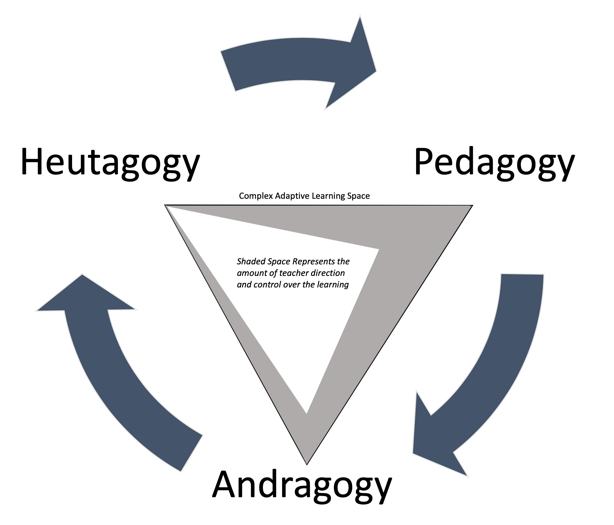 Heutagogy
Pedagogy
Complex Adaptive Learning Space
Shaded Space Represents the
amount of teacher direction
and control over the learning
Andragogy